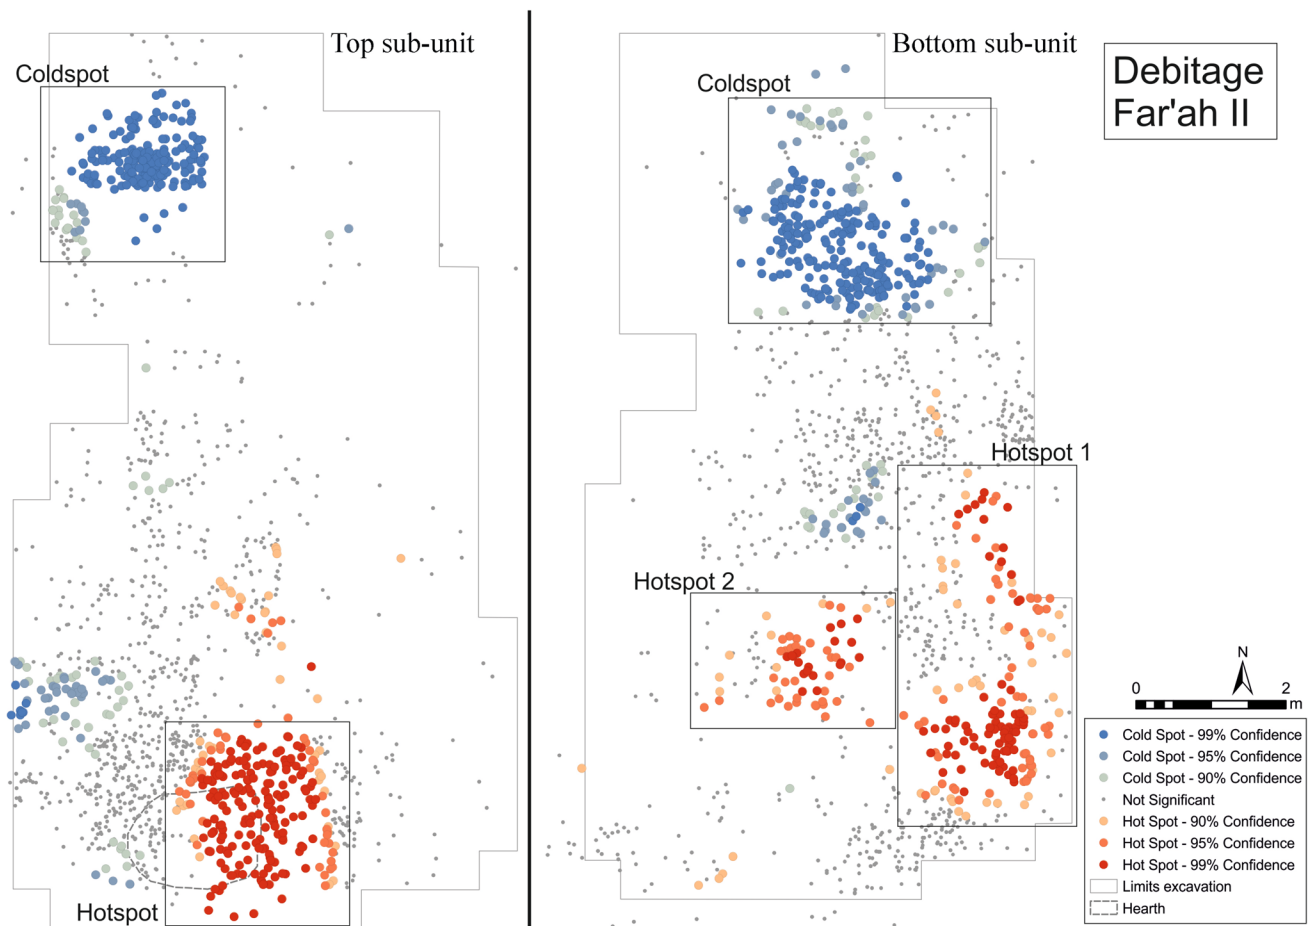 Top sub-unit
Coldspot
Hotspot
Bottom sub-unit
Coldspot
Hotspot 1
Hotspot 2
Debitage
Far'ah II
N
0 2
m
Cold Spot - 99% Confidence
Cold Spot - 95% Confidence
Cold Spot - 90% Confidence
Not Significant
Hot Spot - 90% Confidence
Hot Spot - 95% Confidence
Hot Spot - 99% Confidence
Limits excavation
Hearth